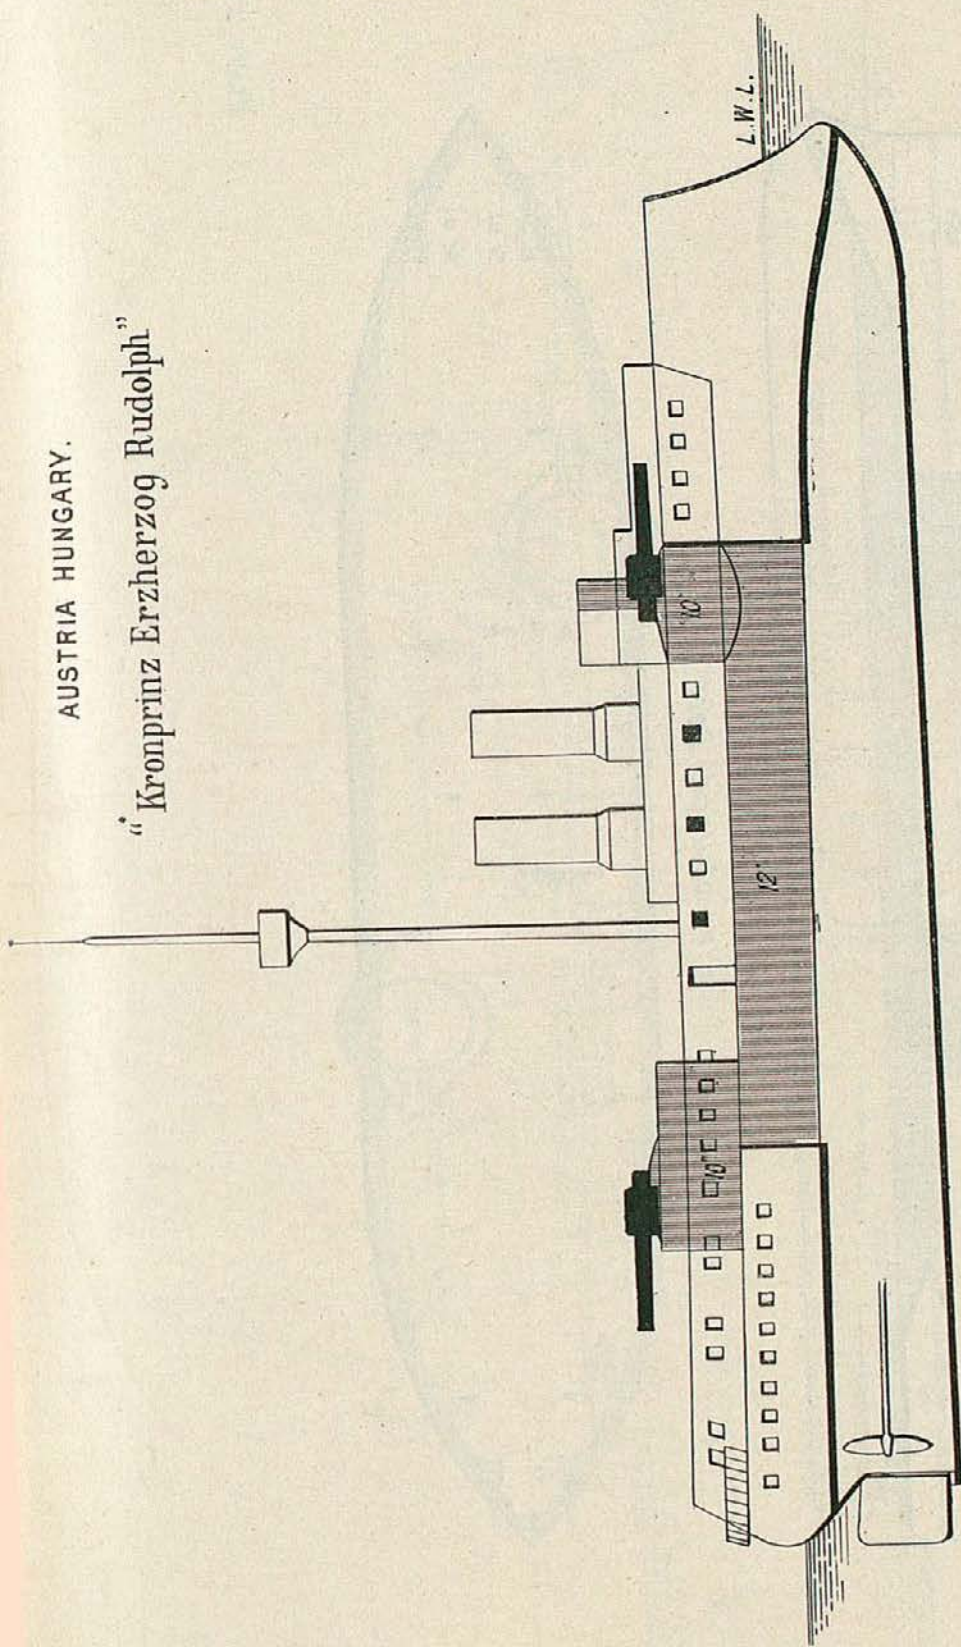 AUSTRIA HUNGARY.
“Kronprinz Erzherzog Rudolph”
L.W.L.
10"
12"
10"